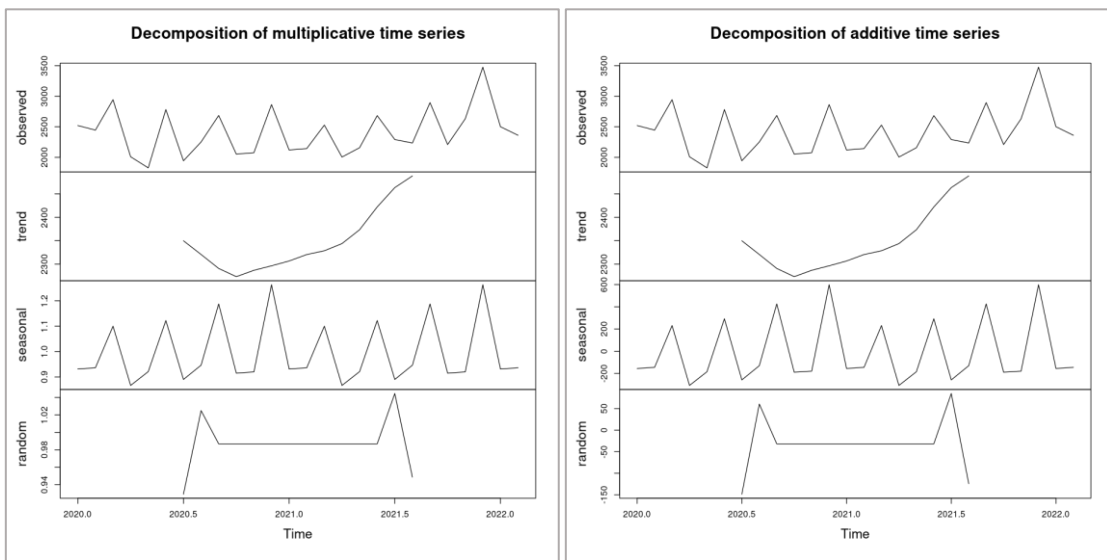 Decomposition of multiplicative time series
observed
2000 2500 3000 3500
trend
2300 2400
seasonal
0.9 1.0 1.1 1.2
random
0.94 0.98 1.02
2020.0 2020.5 2021.0 2021.5 2022.0
Time
Decomposition of additive time series
observed
2000 2500 3000 3500
trend
2300 2400
seasonal
-200 0 200 600
random
-150 -50 0 50
2020.0 2020.5 2021.0 2021.5 2022.0
Time